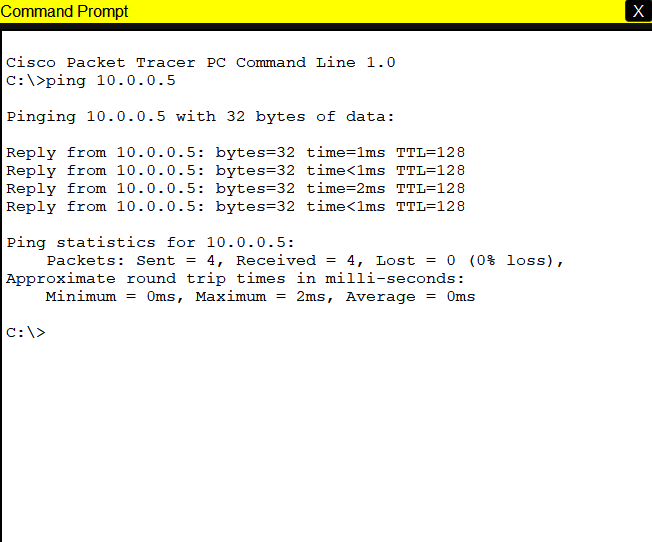 Command Prompt
X
Cisco Packet Tracer PC Command Line 1.0
C:\>ping 10.0.0.5
Pinging 10.0.0.5 with 32 bytes of data:
Reply from 10.0.0.5: bytes=32 time=1ms TTL=128
Reply from 10.0.0.5: bytes=32 time<1ms TTL=128
Reply from 10.0.0.5: bytes=32 time=2ms TTL=128
Reply from 10.0.0.5: bytes=32 time<1ms TTL=128
Ping statistics for 10.0.0.5:
Packets: Sent = 4, Received = 4, Lost = 0 (0% loss),
Approximate round trip times in milli-seconds:
Minimum = 0ms, Maximum = 2ms, Average = 0ms
C:\>